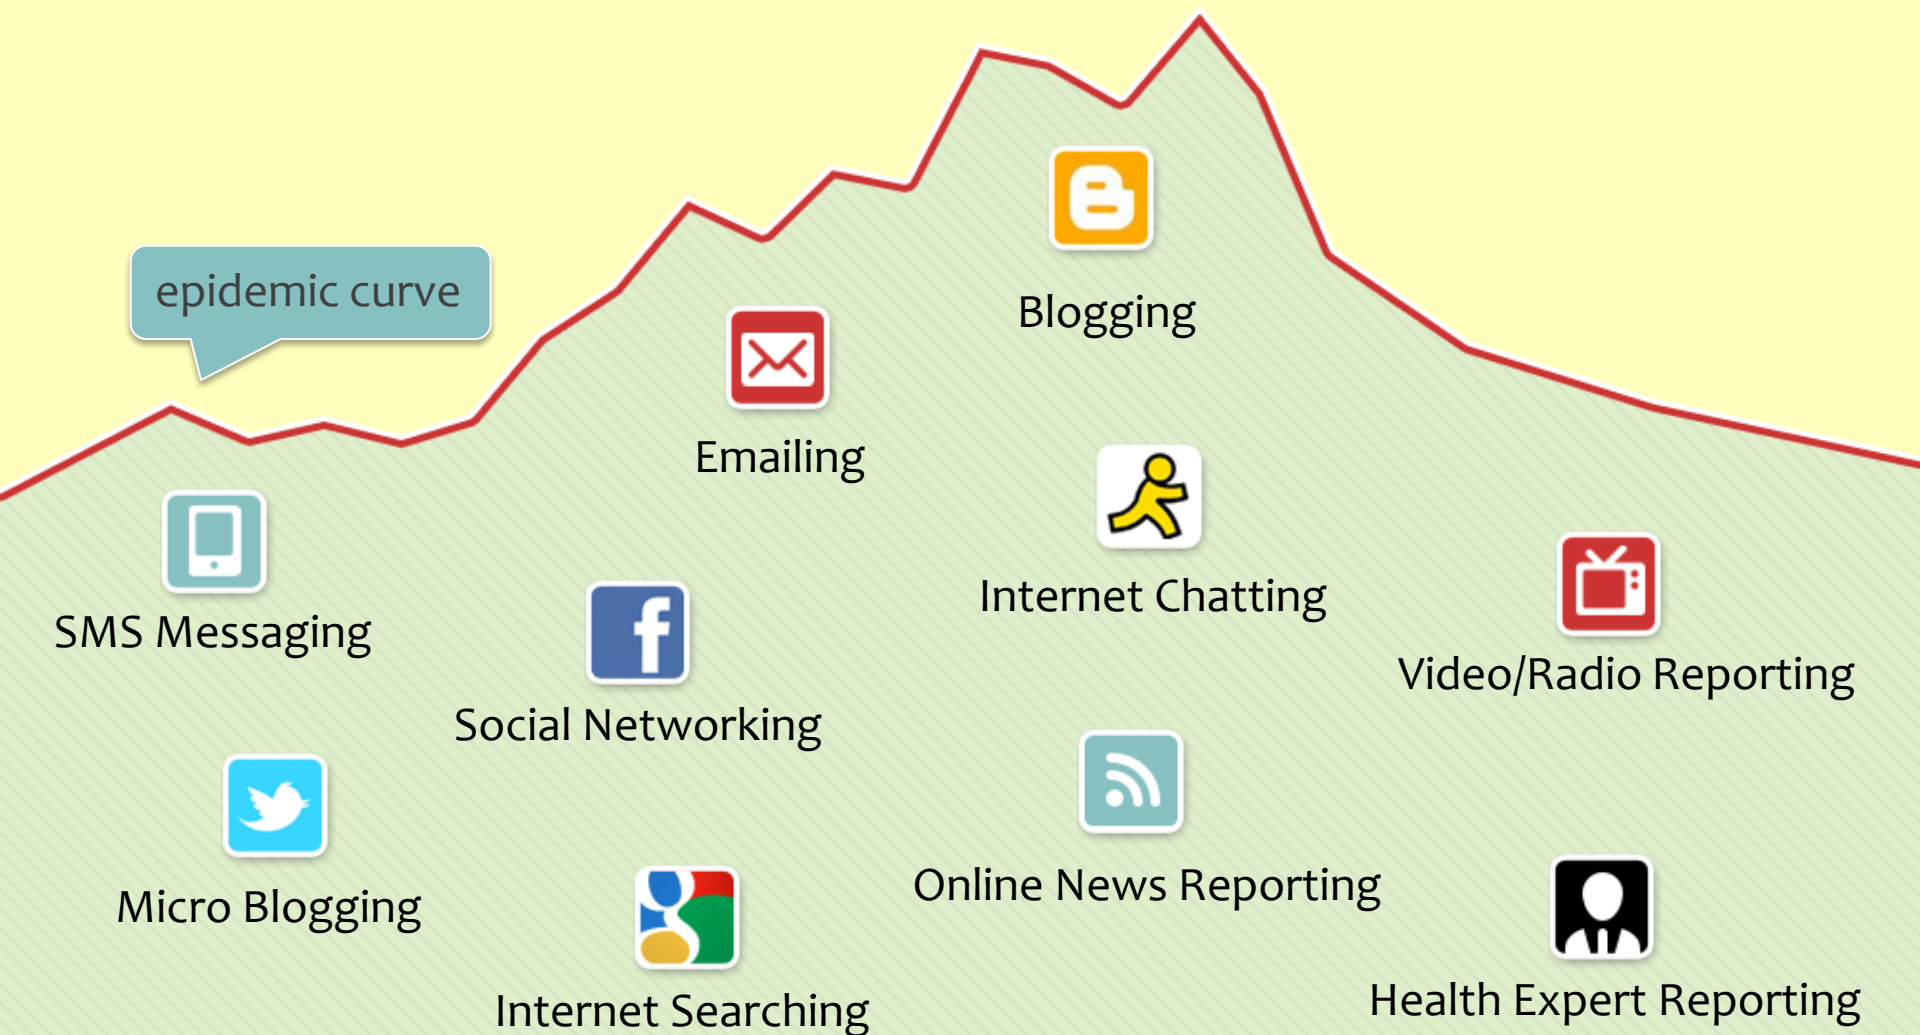 epidemic curve
Blogging
Emailing
Internet Chatting
SMS Messaging
Video/Radio Reporting
Social Networking
Online News Reporting
Micro Blogging
Internet Searching
Health Expert Reporting